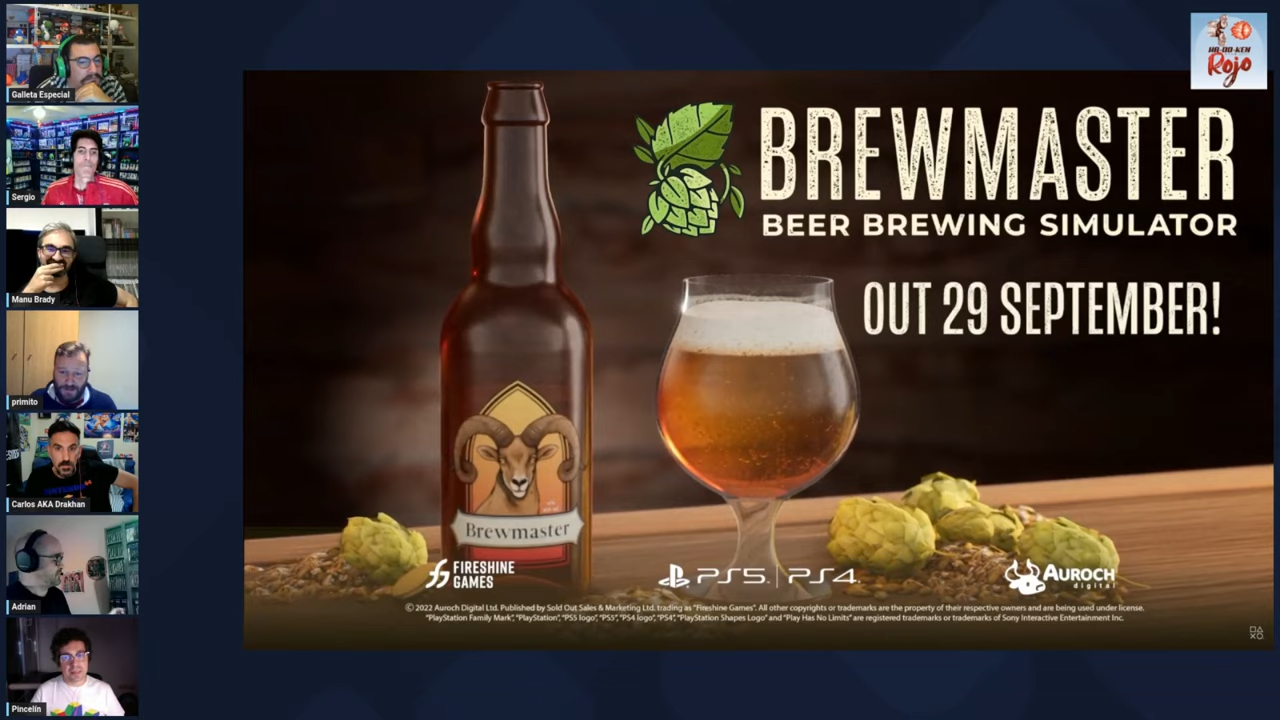 Galleta Especial
Sergio
Manu Brady
primito
Carlos AKA Drakhan
Adrian
Pincelin
HA-DO-KEN
Rojo
BREWMASTER
BEER BREWING SIMULATOR
OUT 29 SEPTEMBER!
Brewmaster
FIRESHINE
GAMES
PS5 | PS4
AUROCH
digital
© 2022 Auroch Digital Ltd. Published by Sold Out Sales & Marketing Ltd. trading as "Fireshine Games". All other copyrights or trademarks are the property of their respective owners and are being used under license.
"PlayStation Family Mark", "PlayStation", "PS5 logo", "PS5", "PS4 logo", "PS4", "PlayStation Shapes Logo" and "Play Has No Limits" are registered trademarks or trademarks of Sony Interactive Entertainment Inc.